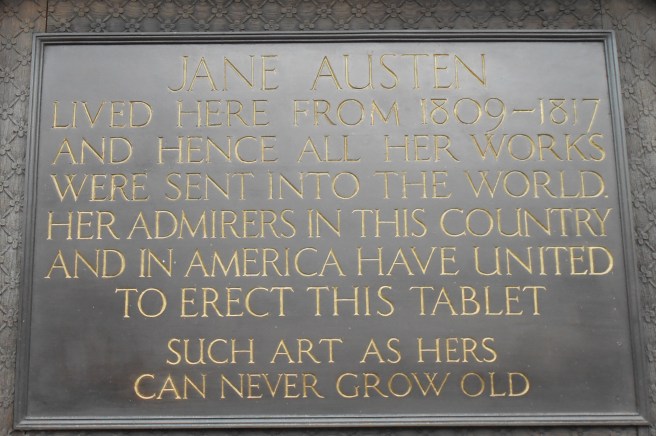 JANE AUSTEN
LIVED HERE FROM 1809-1817
AND HENCE ALL HER WORKS
WERE SENT INTO THE WORLD.
HER ADMIRERS IN THIS COUNTRY
AND IN AMERICA HAVE UNITED
TO ERECT THIS TABLET
SUCH ART AS HERS
CAN NEVER GROW OLD